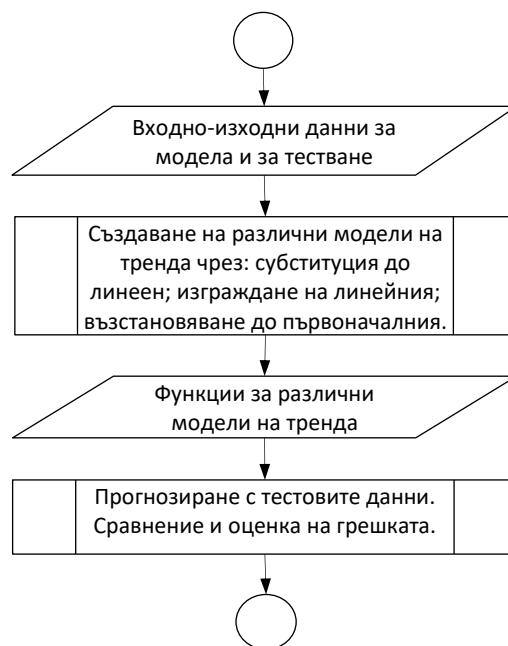 Входно-изходни данни за
модела и за тестване
Създаване на различни модели на
тренда чрез: субституция до
линеен; изграждане на линейния;
възстановяване до първоначалния.
Функции за различни
модели на тренда
Прогнозиране с тестовите данни.
Сравнение и оценка на грешката.